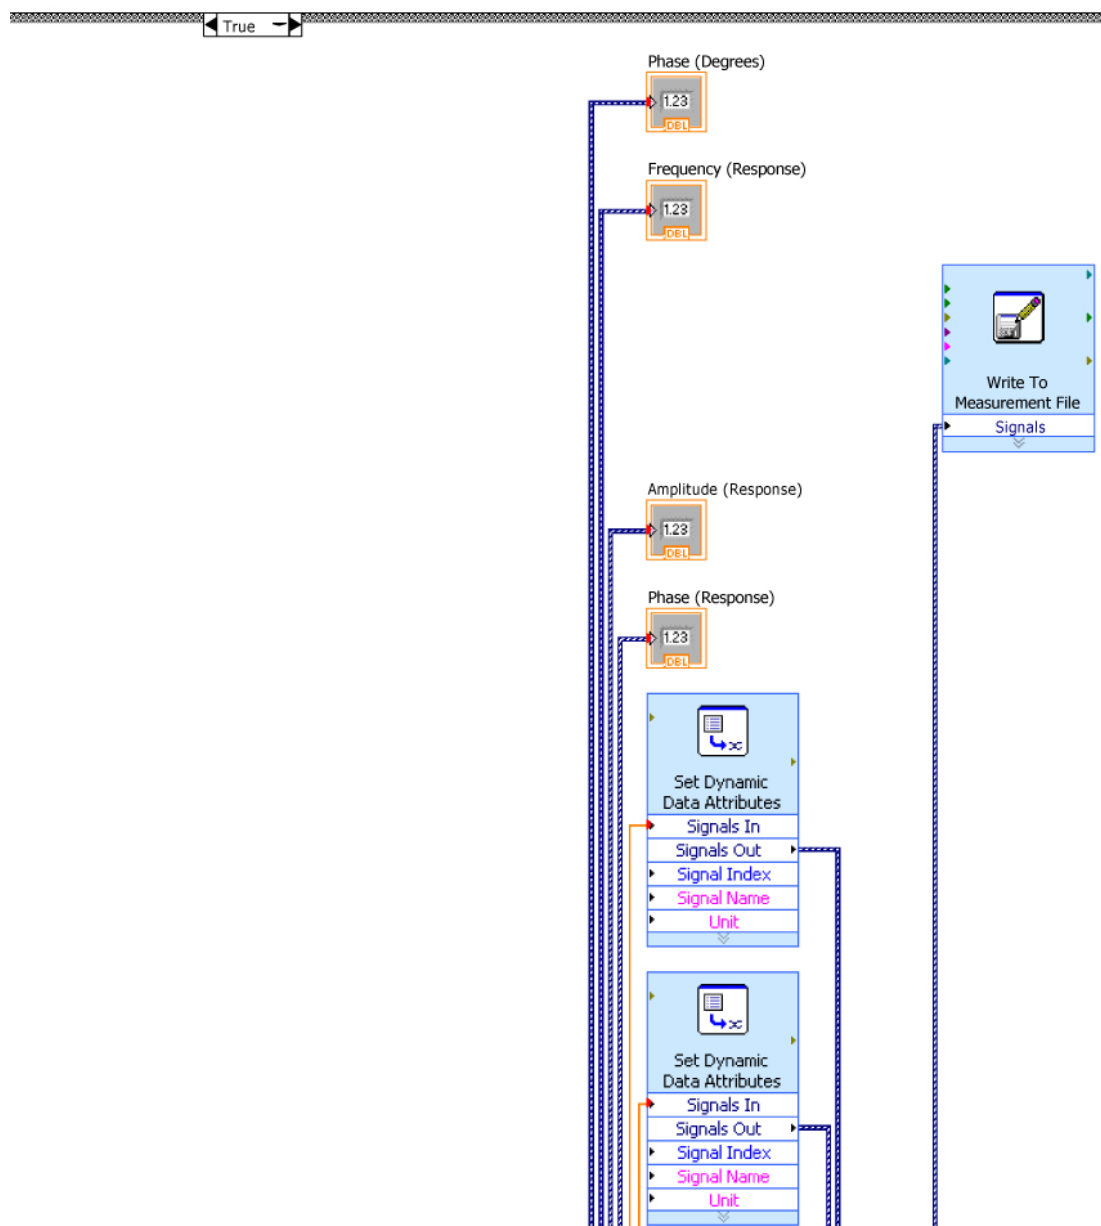 True
Phase (Degrees)
1.23
DBL
Frequency (Response)
1.23
DBL
Write To
Measurement File
Signals
Amplitude (Response)
1.23
DBL
Phase (Response)
1.23
DBL
Set Dynamic
Data Attributes
Signals In
Signals Out
Signal Index
Signal Name
Unit
Set Dynamic
Data Attributes
Signals In
Signals Out
Signal Index
Signal Name
Unit